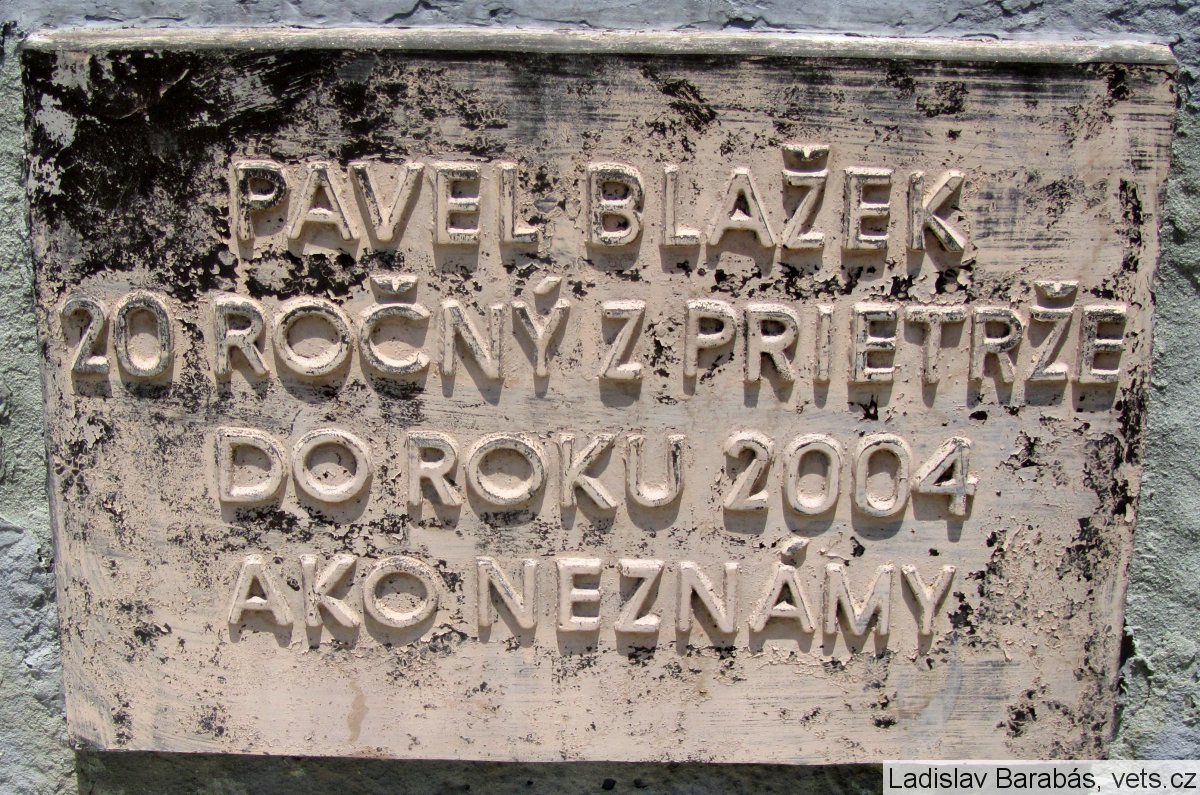 PAVEL BLAŽEK
20 ROČNÝ Z PRIETRŽE
DO ROKU 2004
AKO NEZNÁMY
Ladislav Barabás, vets.cz